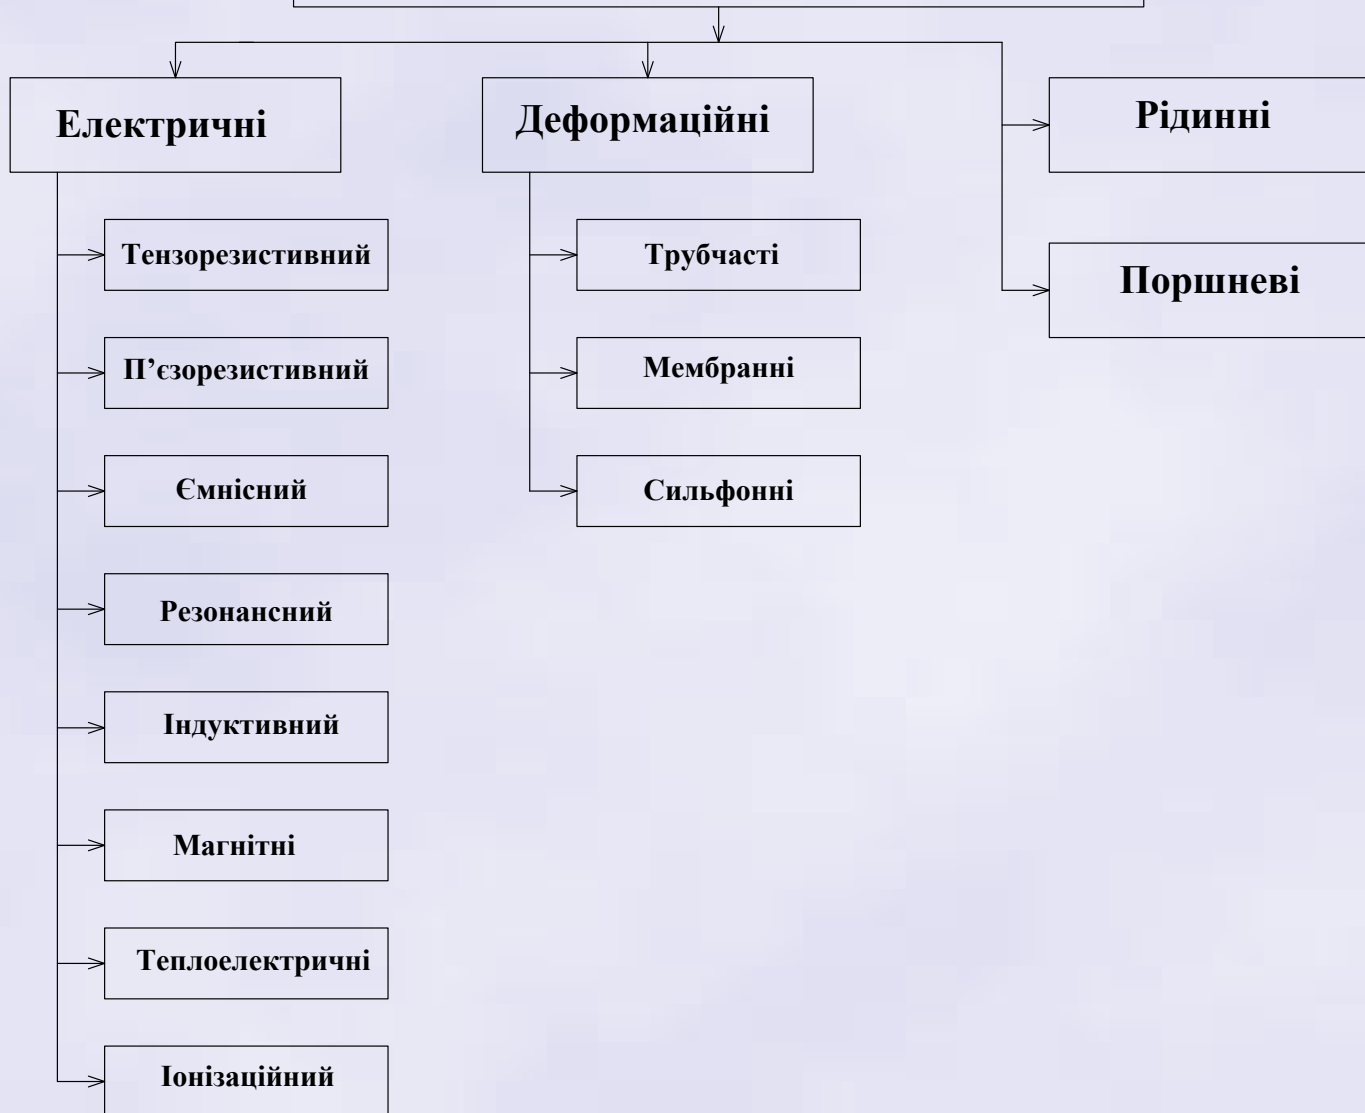 Електричні
Деформаційні
Рідинні
Поршневі
Тензорезистивний
П’єзорезистивний
Ємнісний
Резонансний
Індуктивний
Магнітні
Теплоелектричні
Іонізаційний
Трубчасті
Мембранні
Сильфонні